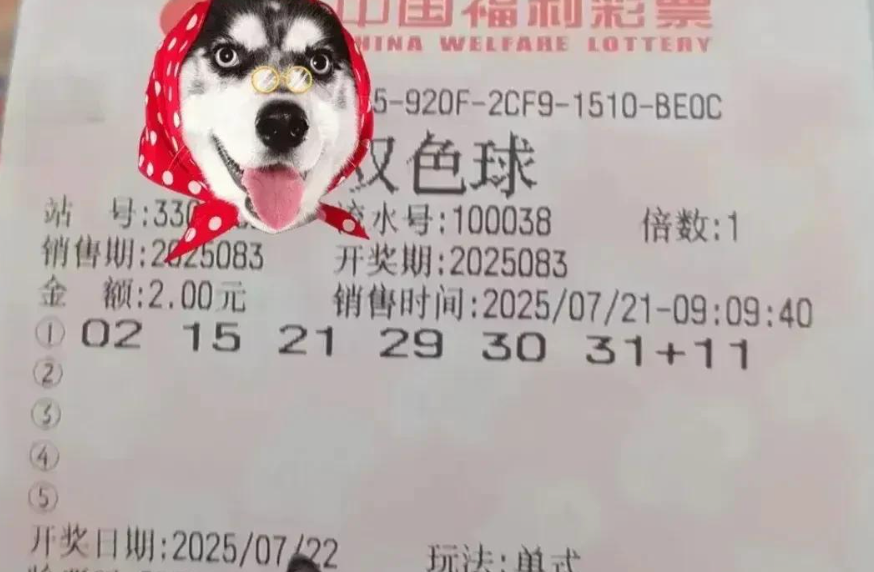 中国福利彩票
CHINA WELFARE LOTTERY
5-920F-2CF9-1510-BE0C
双色球
站 号:330 流水号:100038 倍数:1
销售期:2025083 开奖期:2025083
金 额:2.00元 销售时间:2025/07/21-09:09:40
① 02 15 21 29 30 31+11
②
③
④
⑤
开奖日期:2025/07/22 玩法:单式